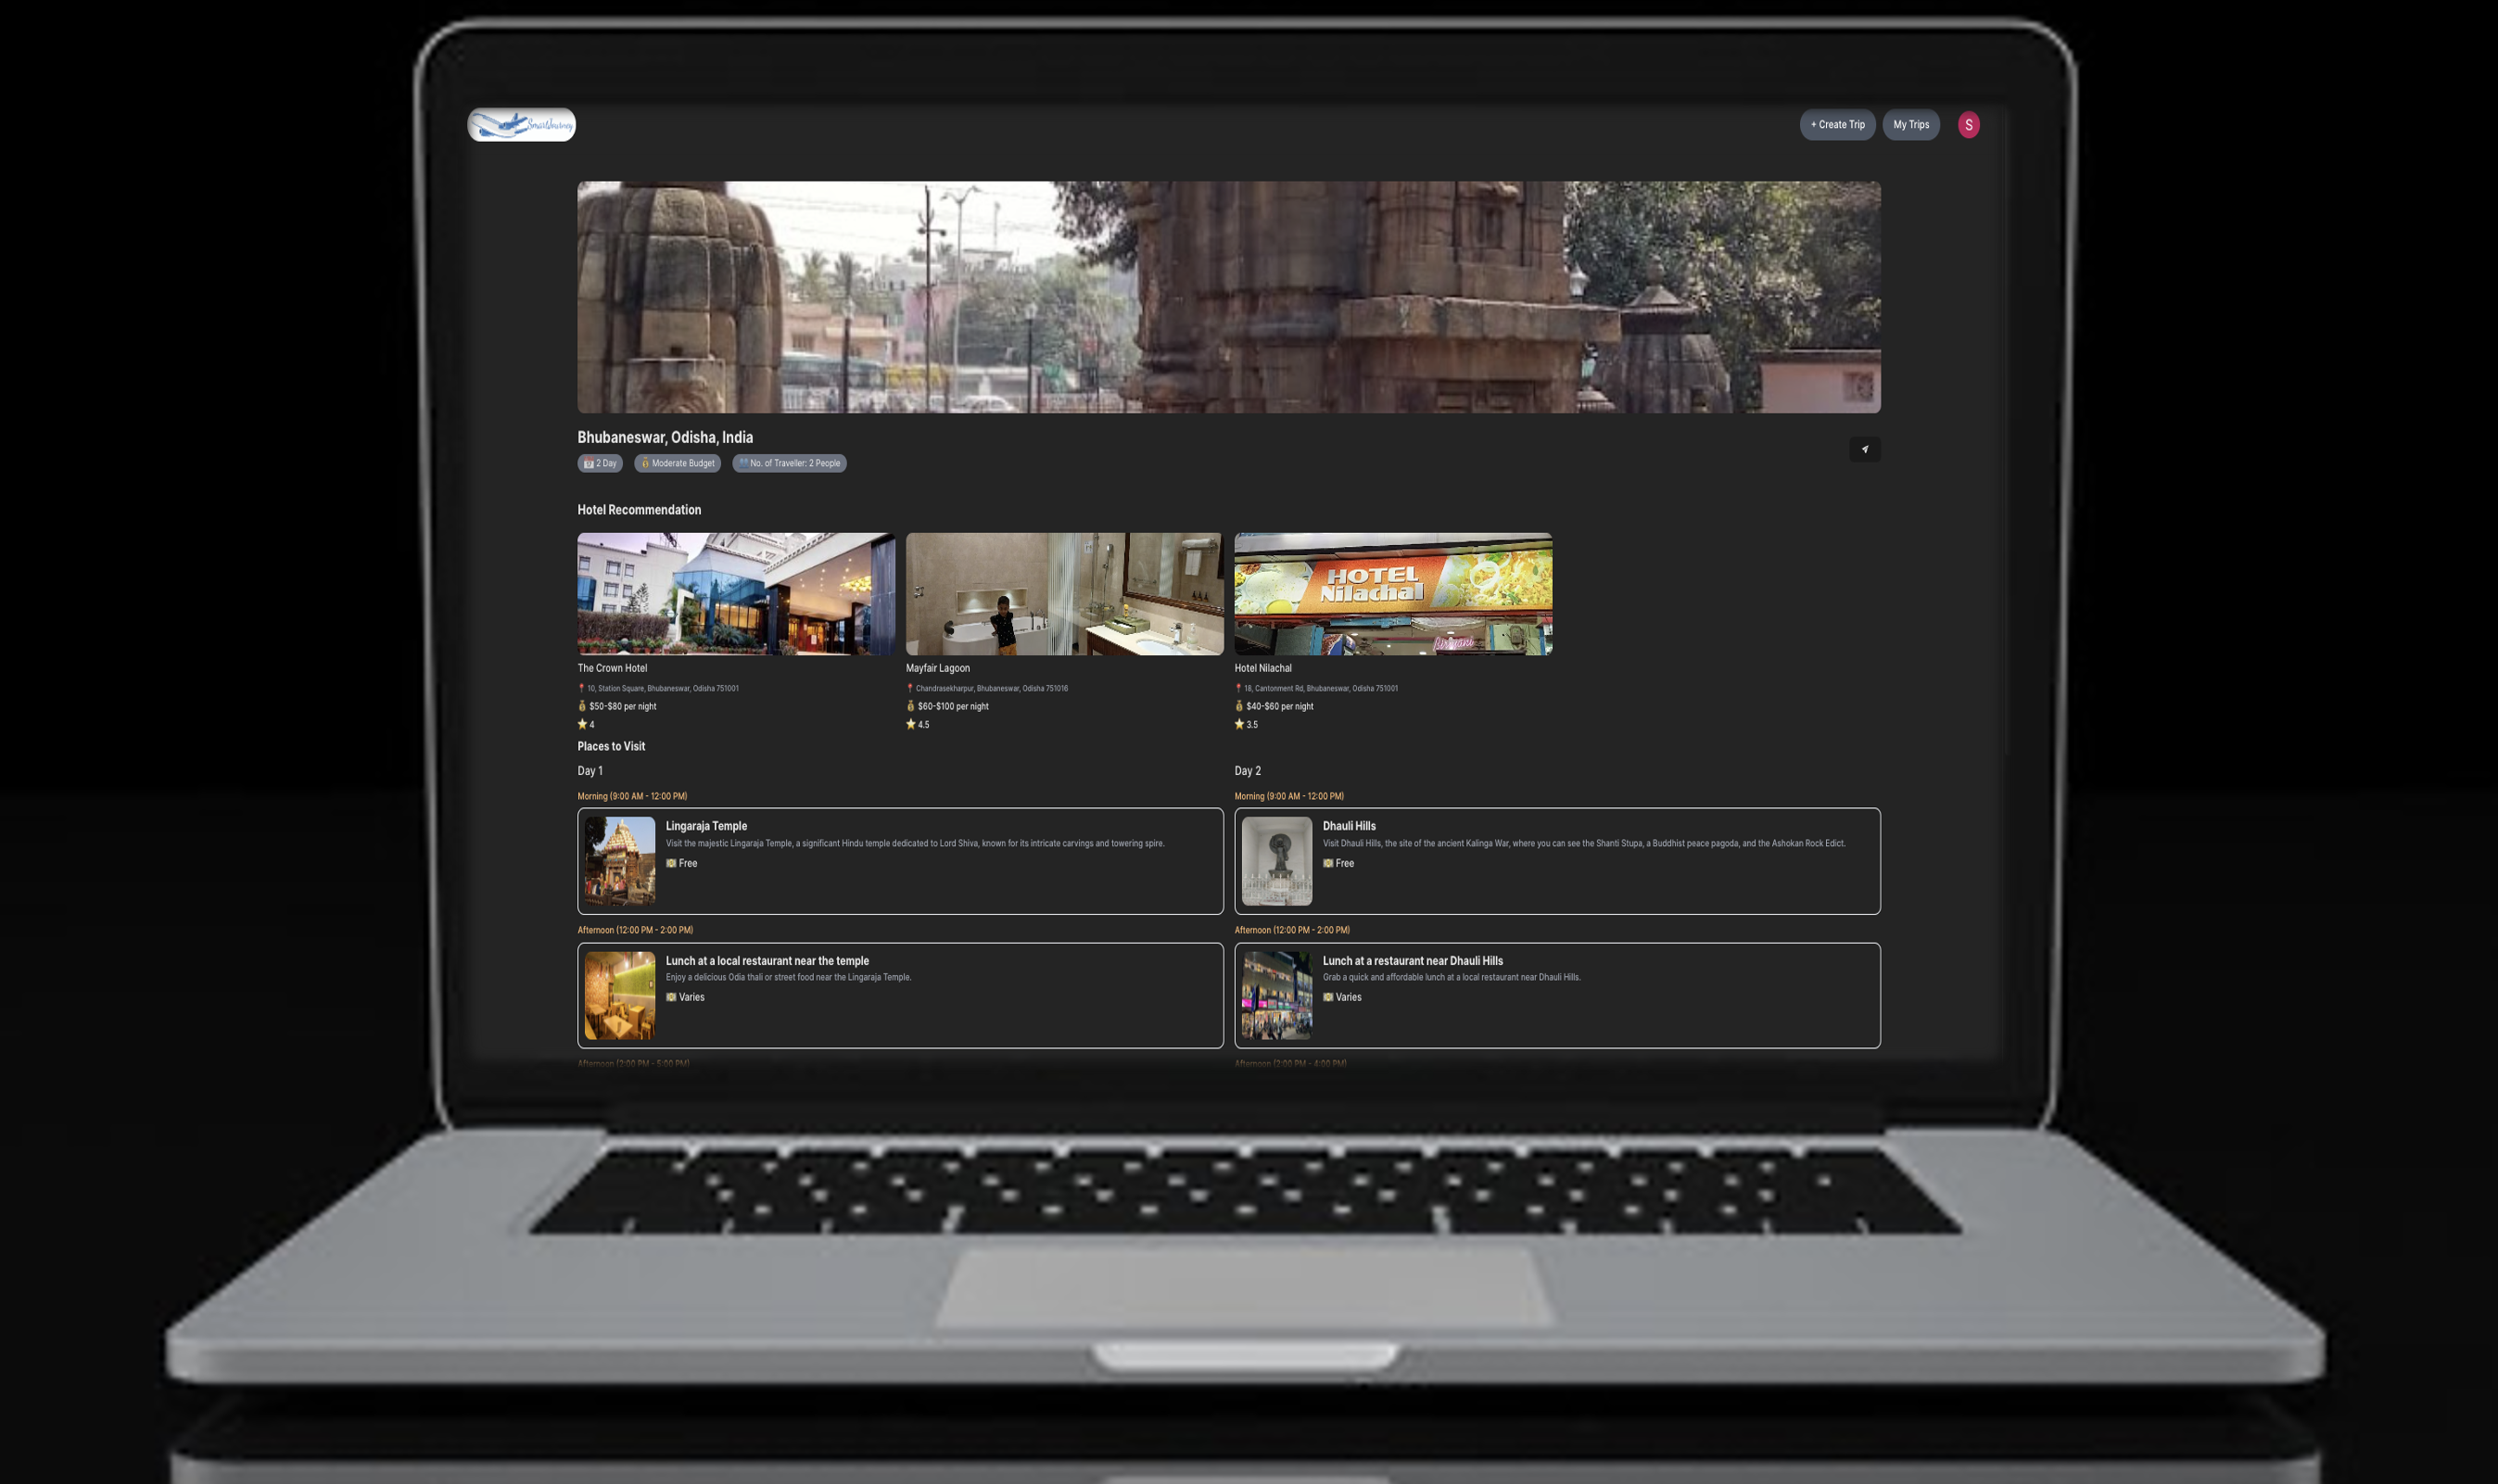 SmartJourney
+ Create Trip
My Trips
S
Bhubaneswar, Odisha, India
2 Day
Moderate Budget
No. of Traveller: 2 People
Hotel Recommendation
HOTEL
Nilachal
The Crown Hotel
10, Station Square, Bhubaneswar, Odisha 751001
$50-$80 per night
4
Mayfair Lagoon
Chandrasekharpur, Bhubaneswar, Odisha 751016
$60-$100 per night
4.5
Hotel Nilachal
18, Cantonment Rd, Bhubaneswar, Odisha 751001
$40-$60 per night
3.5
Places to Visit
Day 1
Morning (9:00 AM - 12:00 PM)
Lingaraja Temple
Visit the majestic Lingaraja Temple, a significant Hindu temple dedicated to Lord Shiva, known for its intricate carvings and towering spire.
Free
Afternoon (12:00 PM - 2:00 PM)
Lunch at a local restaurant near the temple
Enjoy a delicious Odia thali or street food near the Lingaraja Temple.
Varies
Afternoon (2:00 PM - 5:00 PM)
Day 2
Morning (9:00 AM - 12:00 PM)
Dhauli Hills
Visit Dhauli Hills, the site of the ancient Kalinga War, where you can see the Shanti Stupa, a Buddhist peace pagoda, and the Ashokan Rock Edict.
Free
Afternoon (12:00 PM - 2:00 PM)
Lunch at a restaurant near Dhauli Hills
Grab a quick and affordable lunch at a local restaurant near Dhauli Hills.
Varies
Afternoon (2:00 PM - 4:00 PM)